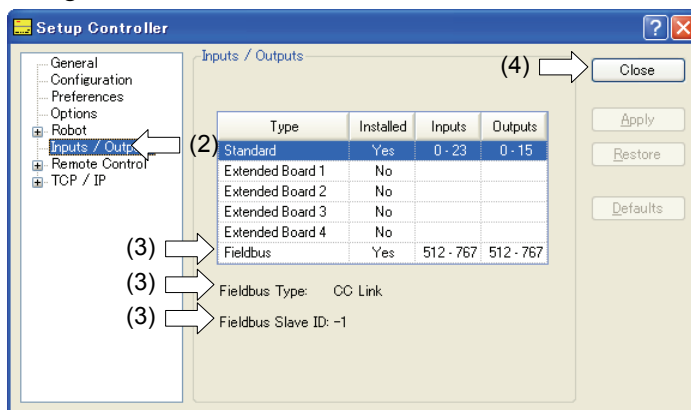 Setup Controller
General
Configuration
Preferences
Options
Robot
Inputs / Outp
Remote Control
TCP / IP
(2)
Inputs / Outputs
(4)
Close
Apply
Restore
Defaults
Type Installed Inputs Outputs
Standard Yes 0 - 23 0 - 15
Extended Board 1 No
Extended Board 2 No
Extended Board 3 No
Extended Board 4 No
(3) Fieldbus Yes 512 - 767 512 - 767
(3) Fieldbus Type: CC Link
(3) Fieldbus Slave ID: -1